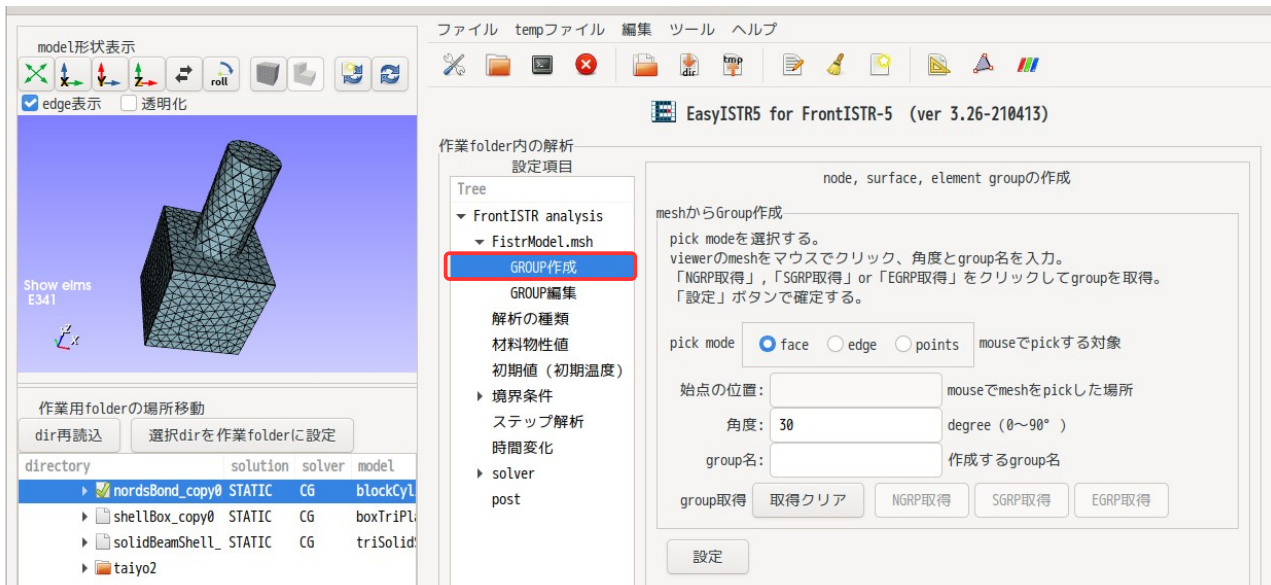 model形状表示
roll
edge表示
透明化
Show elms
E341
作業用folderの場所移動
dir再読込 選択dirを作業folderに設定
directory solution solver model
nordsBond_copy0 STATIC CG blockCyl
shellBox_copy0 STATIC CG boxTriPl
solidBeamShell_ STATIC CG triSolid
taiyo2
ファイル tempファイル 編集 ツール ヘルプ
dir
tmp
EasyISTR5 for FrontISTR-5 (ver 3.26-210413)
作業folder内の解析
設定項目
Tree
FrontISTR analysis
FistrModel.msh
GROUP作成
GROUP編集
解析の種類
材料物性値
初期値(初期温度)
境界条件
ステップ解析
時間変化
solver
post
node, surface, element groupの作成
meshからGroup作成
pick modeを選択する。
viewerのmeshをマウスでクリック、角度とgroup名を入力。
「NGRP取得」,「SGRP取得」or「EGRP取得」をクリックしてgroupを取得。
「設定」ボタンで確定する。
pick mode face edge points mouseでpickする対象
始点の位置: mouseでmeshをpickした場所
角度: 30 degree (0～90° )
group名: 作成するgroup名
group取得 取得クリア NGRP取得 SGRP取得 EGRP取得
設定